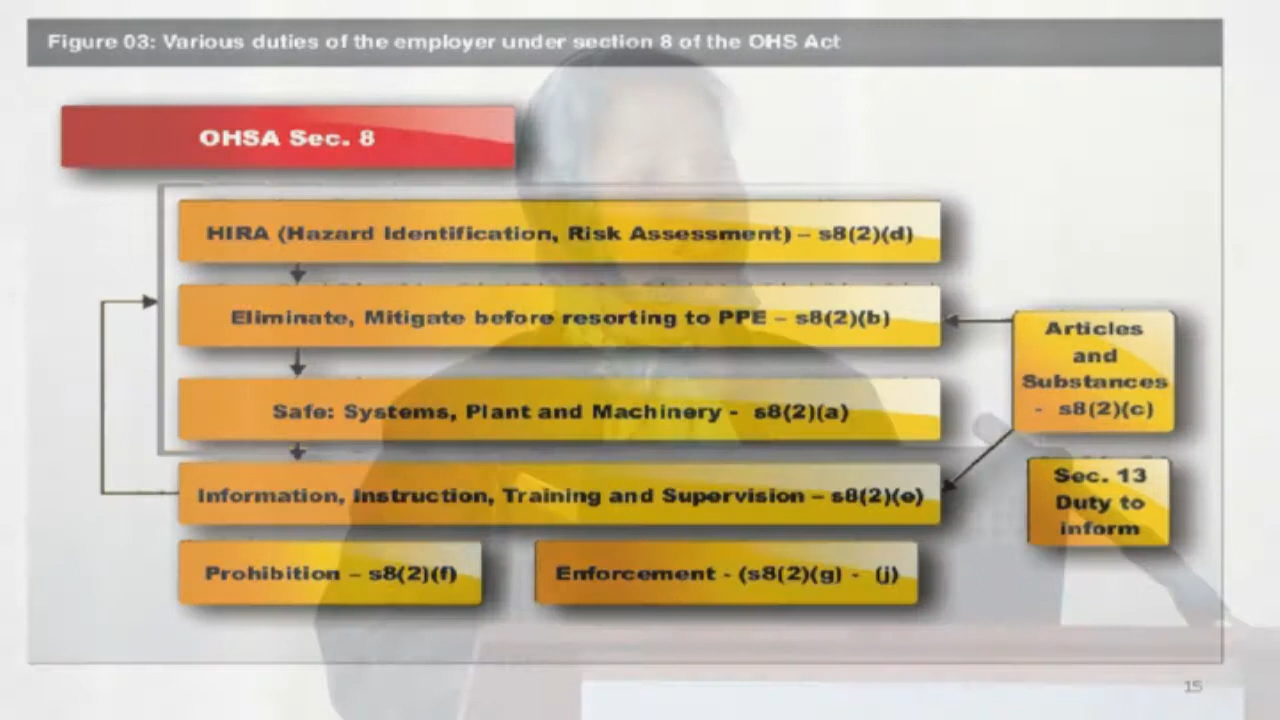 Figure 03: Various duties of the employer under section 8 of the OHS Act
OHSA Sec. 8
HIRA (Hazard Identification, Risk Assessment) – s8(2)(d)
Eliminate, Mitigate before resorting to PPE – s8(2)(b)
Articles
and
Substances
- s8(2)(c)
Safe: Systems, Plant and Machinery - s8(2)(a)
Information, Instruction, Training and Supervision – s8(2)(e)
Sec. 13
Duty to
inform
Prohibition – s8(2)(f)
Enforcement - (s8(2)(g) - (j)
15